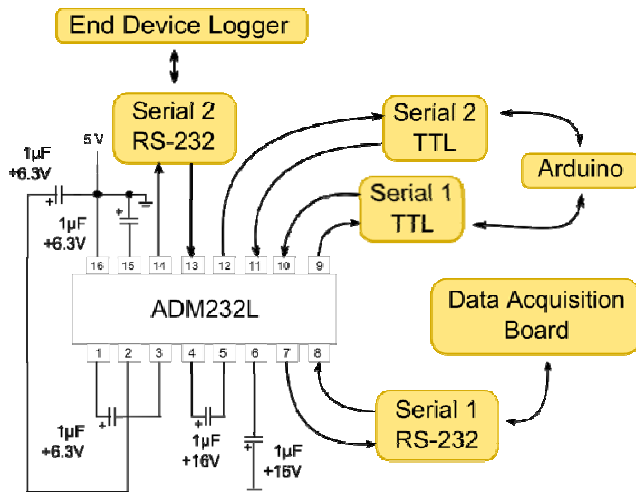 End Device Logger
Serial 2
RS-232
Serial 2
TTL
Arduino
Serial 1
TTL
1µF
+6.3V
5V
1µF
+6.3V
+
+
16 15 14 13 12 11 10 9
ADM232L
1 2 3 4 5 6 7 8
Data Acquisition
Board
Serial 1
RS-232
+
1µF
+6.3V
+
1µF
+16V
+
1µF
+16V